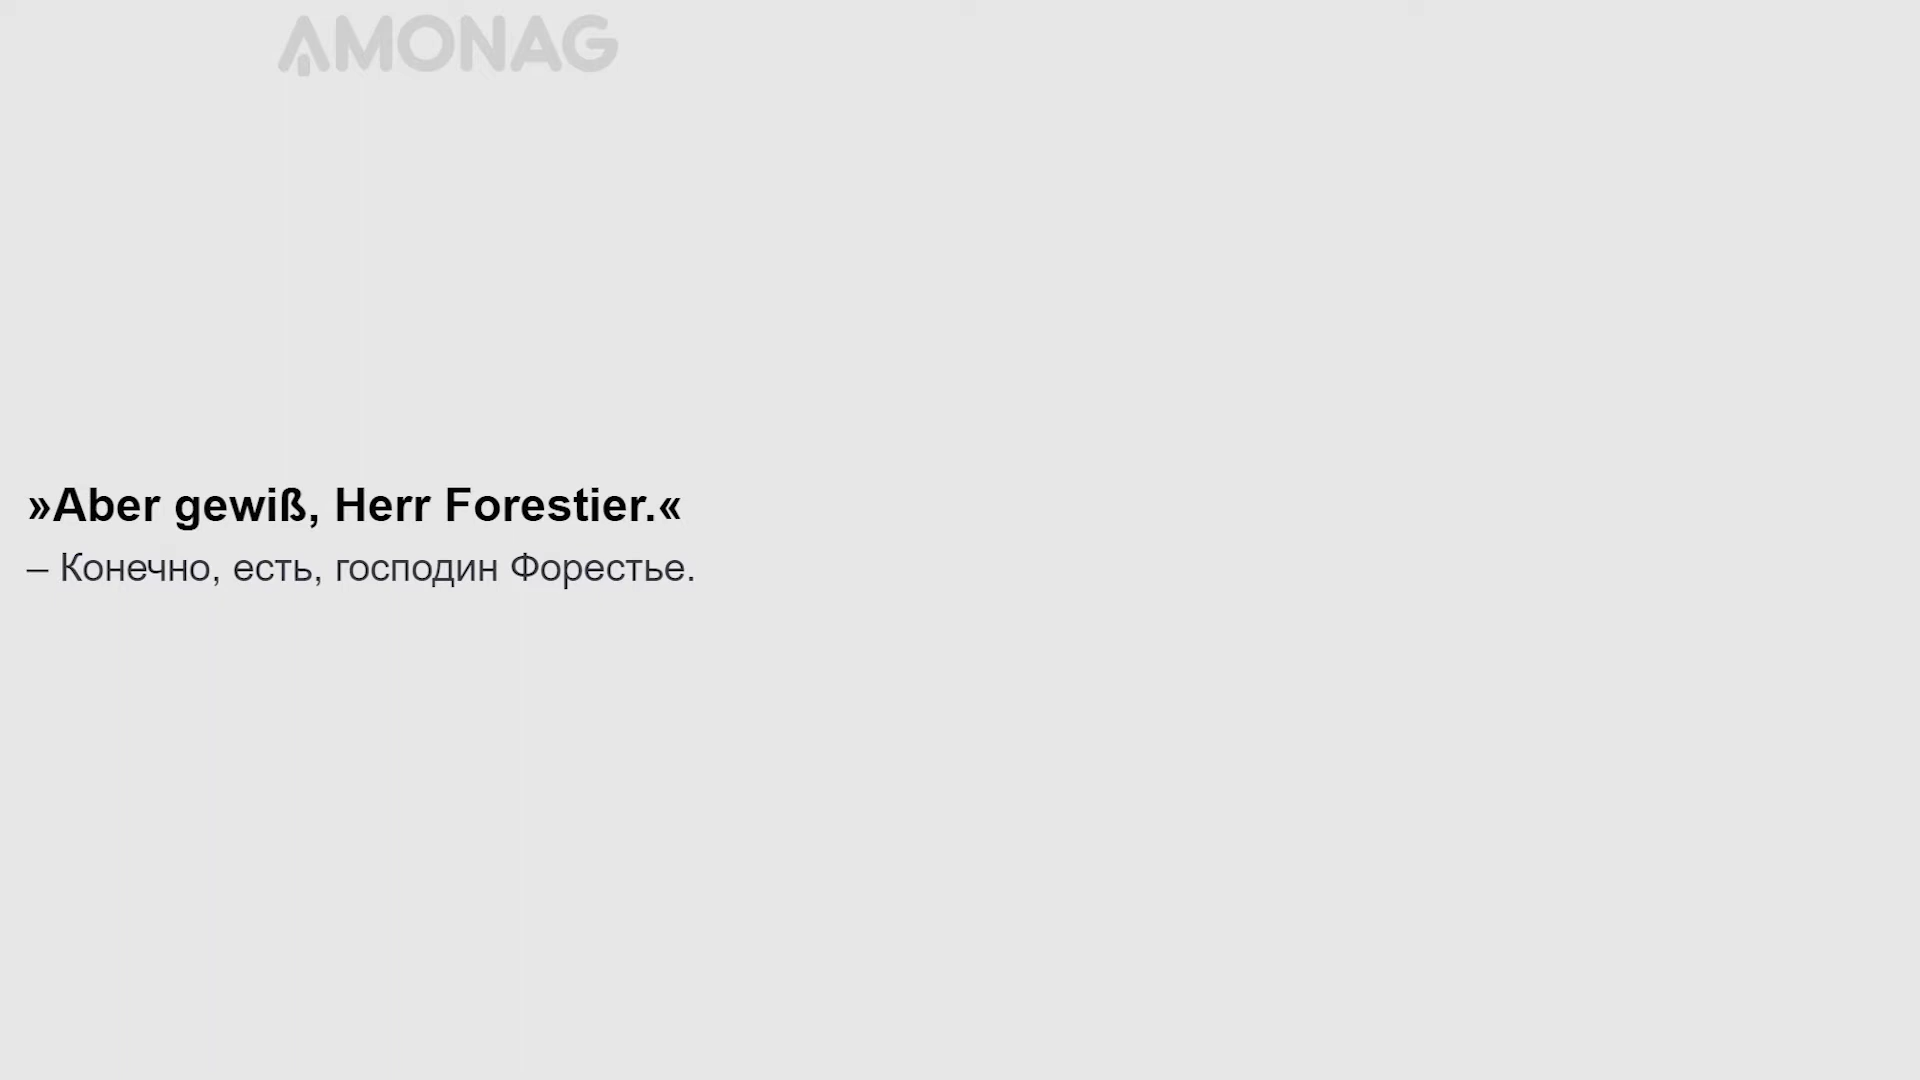 AMONAG
»Aber gewiß, Herr Forestier.«
– Конечно, есть, господин Форестье.